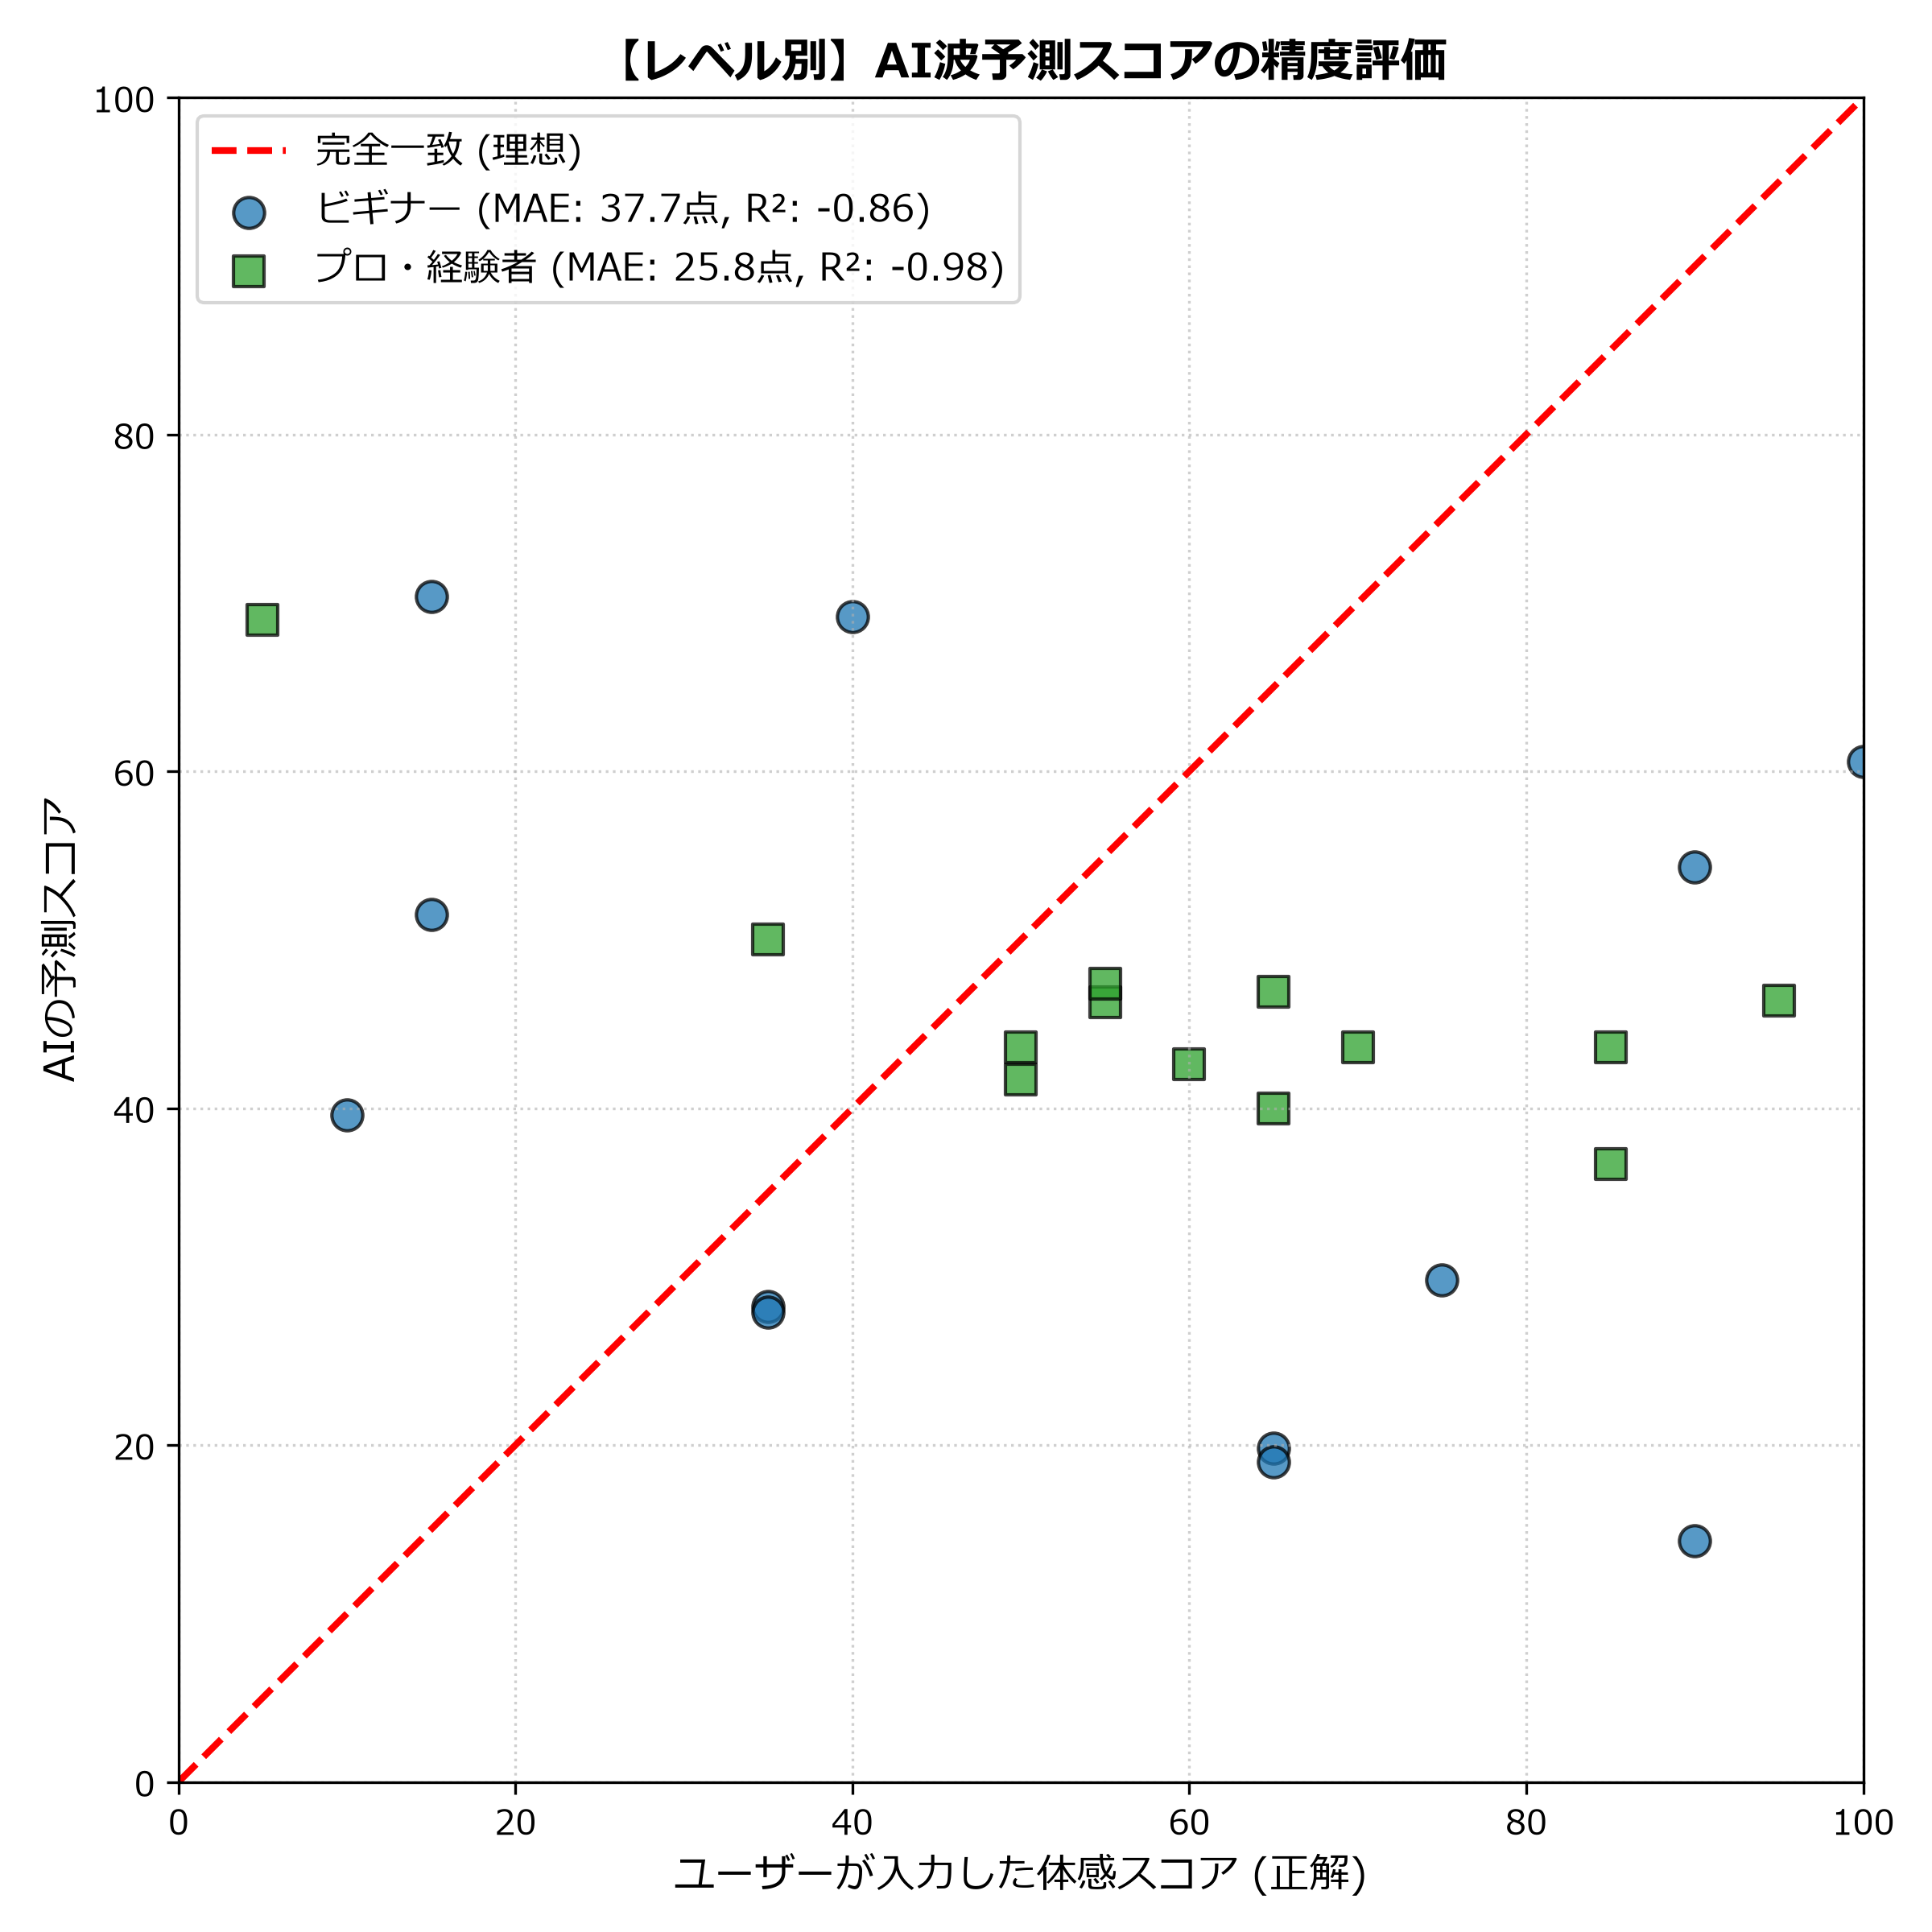 【レベル別】 AI波予測スコアの精度評価
完全一致 (理想)
ビギナー (MAE: 37.7点, R²: -0.86)
プロ・経験者 (MAE: 25.8点, R²: -0.98)
AIの予測スコア
100
80
60
40
20
0
0 20 40 60 80 100
ユーザーが入力した体感スコア (正解)